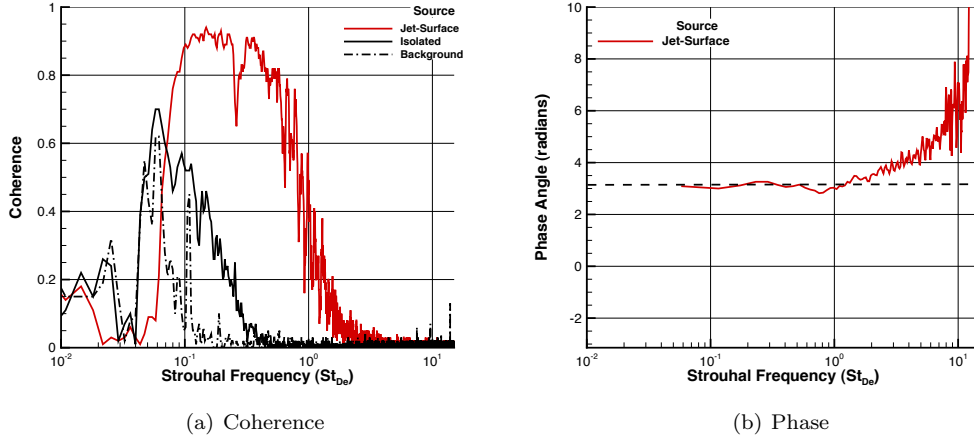 Source
Jet-Surface
Isolated
Background
Coherence
1
0.8
0.6
0.4
0.2
0
10^-2
10^-1
10^0
10^1
Strouhal Frequency (St_De)
(a) Coherence
Source
Jet-Surface
Phase Angle (radians)
10
8
6
4
2
0
-2
10^-2
10^-1
10^0
10^1
Strouhal Frequency (St_De)
(b) Phase